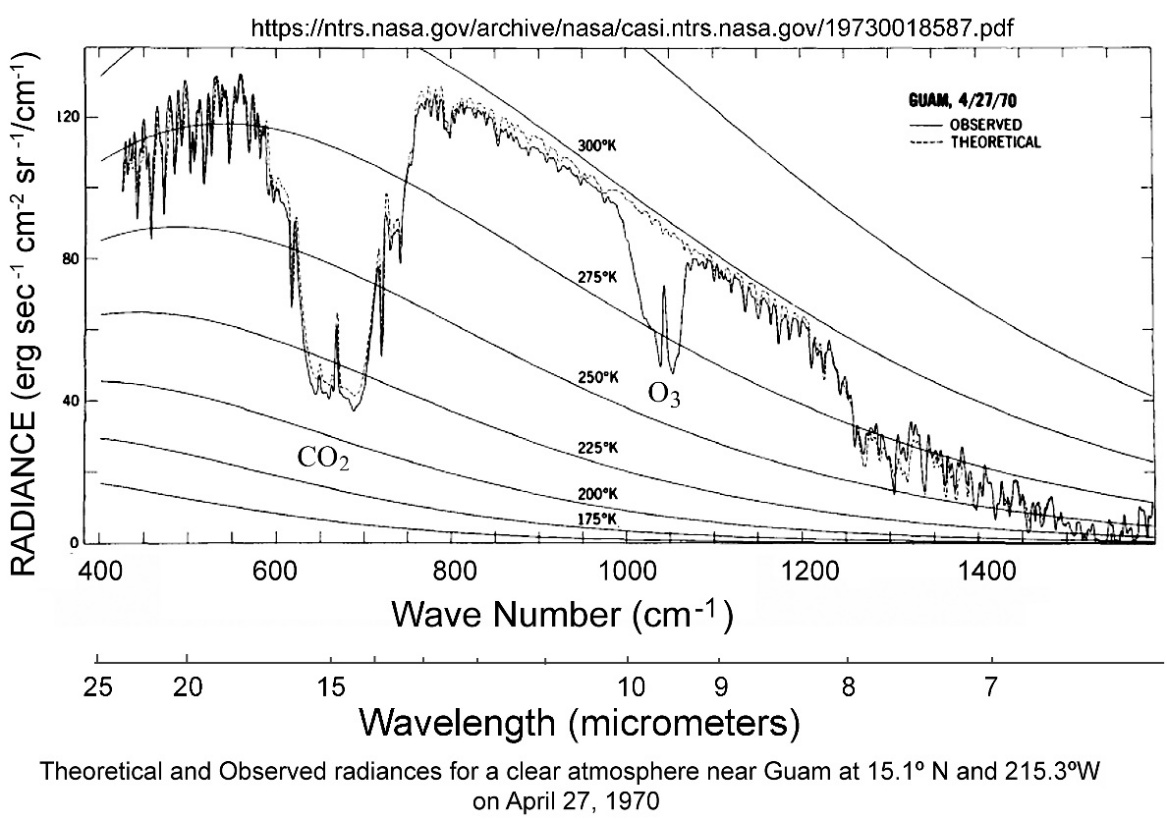 https://ntrs.nasa.gov/archive/nasa/casi.ntrs.nasa.gov/19730018587.pdf
RADIANCE (erg sec-1 cm-2 sr -1/cm-1)
120
80
40
0
GUAM, 4/27/70
OBSERVED
THEORETICAL
300°K
275°K
250°K
225°K
200°K
175°K
CO2
O3
400 600 800 1000 1200 1400
Wave Number (cm-1)
25 20 15 10 9 8 7
Wavelength (micrometers)
Theoretical and Observed radiances for a clear atmosphere near Guam at 15.1º N and 215.3ºW
on April 27, 1970